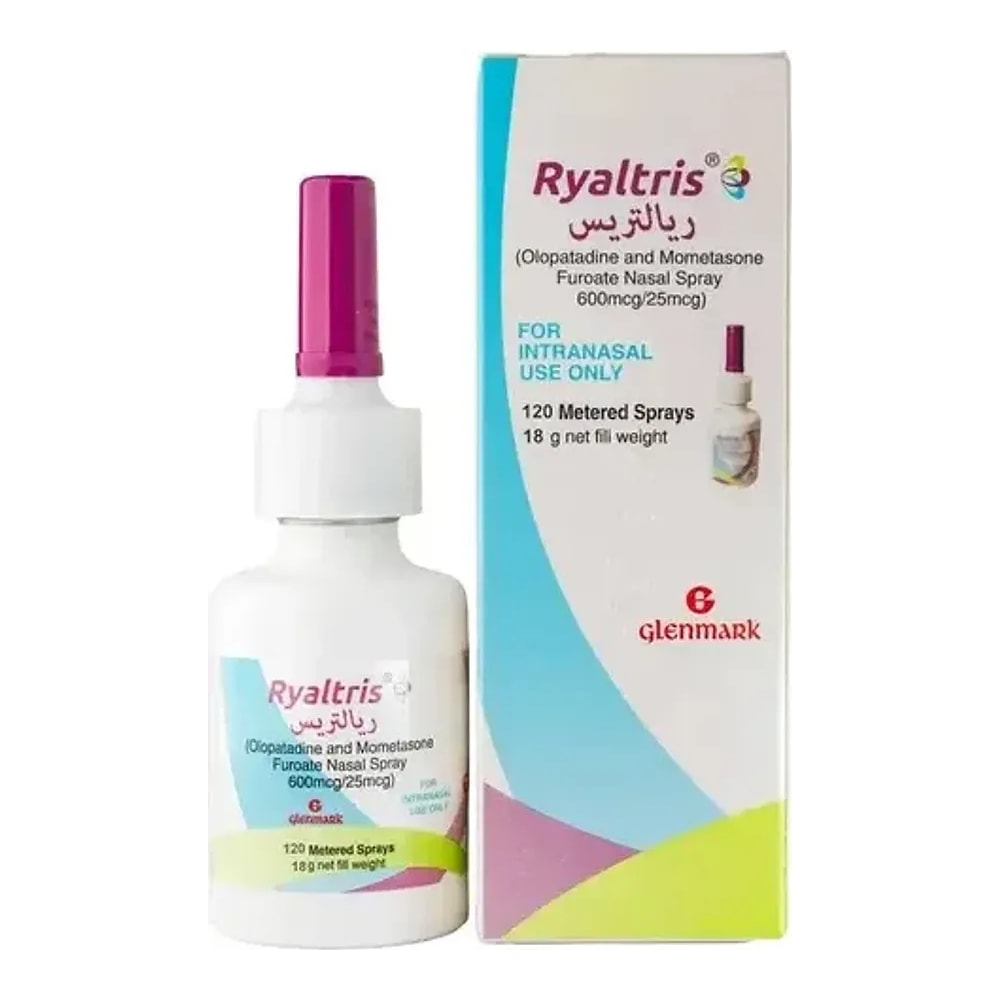 Ryaltris®
ريالتريس
(Olopatadine and Mometasone
Furoate Nasal Spray
600mcg/25mcg)
FOR
INTRANASAL
USE ONLY
120 Metered Sprays
18 g net fill weight
G
GLENMARK
Ryaltris®
ريالتريس
(Olopatadine and Mometasone
Furoate Nasal Spray
600mcg/25mcg)
FOR
INTRANASAL
USE ONLY
G
GLENMARK
120 Metered Sprays
18g net fill weight